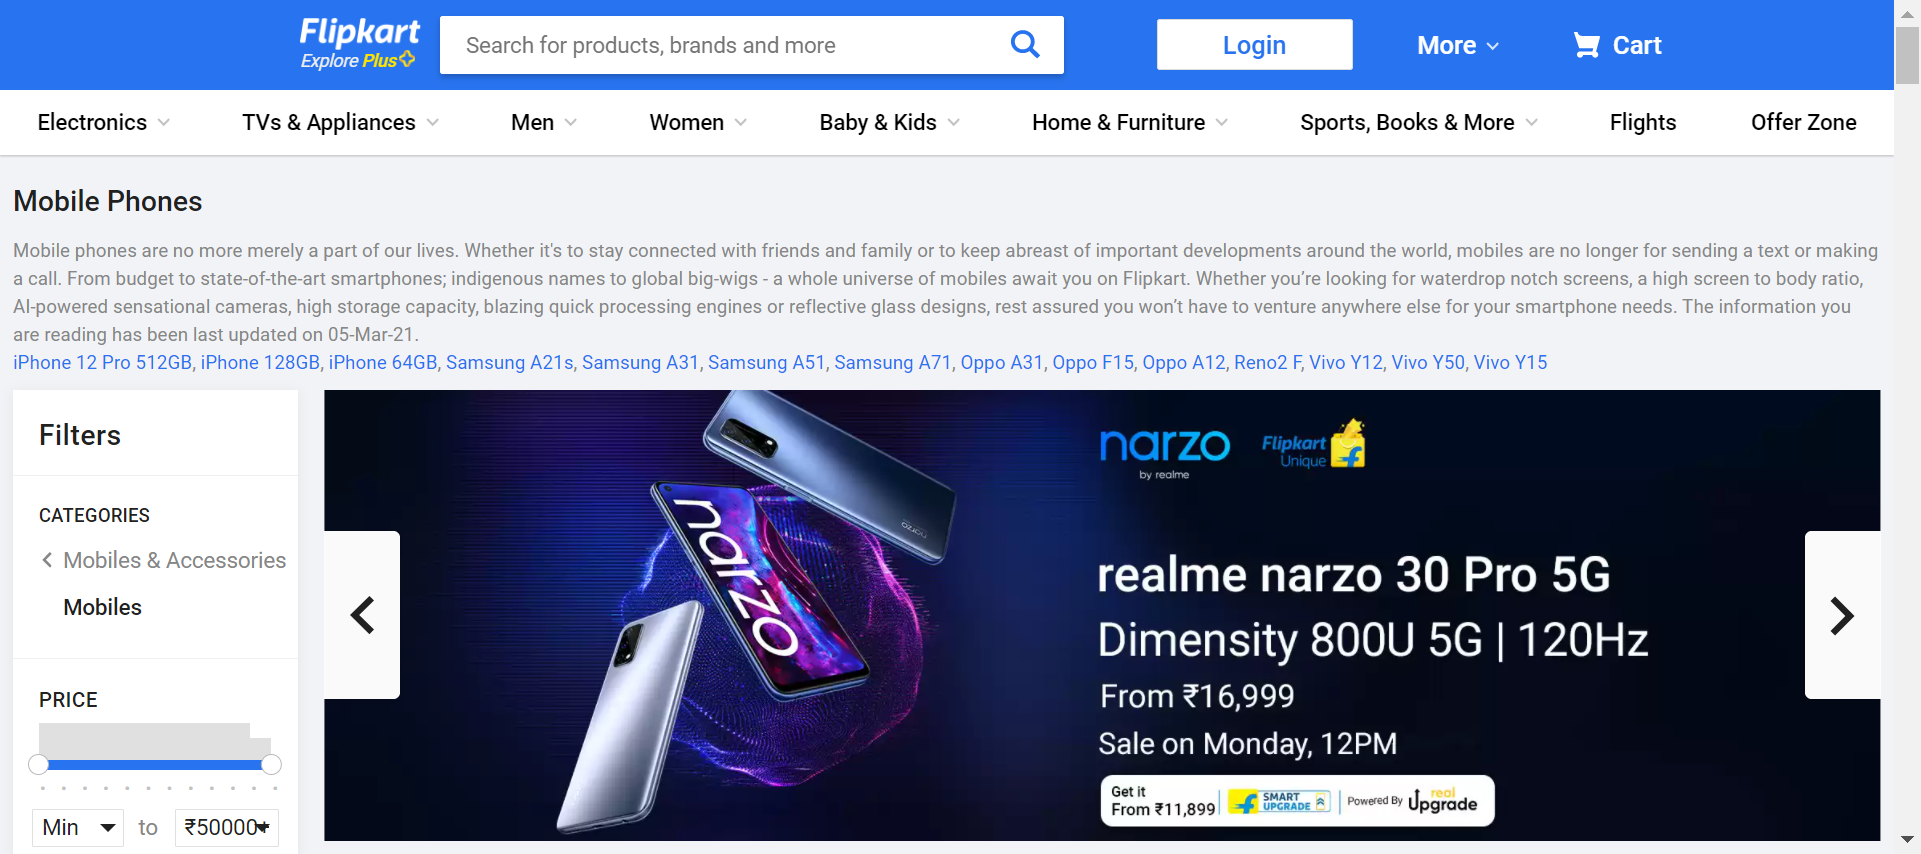 Flipkart
Explore Plus
Search for products, brands and more
Login
More
Cart
Electronics
TVs & Appliances
Men
Women
Baby & Kids
Home & Furniture
Sports, Books & More
Flights
Offer Zone
Mobile Phones
Mobile phones are no more merely a part of our lives. Whether it's to stay connected with friends and family or to keep abreast of important developments around the world, mobiles are no longer for sending a text or making
a call. From budget to state-of-the-art smartphones; indigenous names to global big-wigs - a whole universe of mobiles await you on Flipkart. Whether you’re looking for waterdrop notch screens, a high screen to body ratio,
AI-powered sensational cameras, high storage capacity, blazing quick processing engines or reflective glass designs, rest assured you won’t have to venture anywhere else for your smartphone needs. The information you
are reading has been last updated on 05-Mar-21.
iPhone 12 Pro 512GB, iPhone 128GB, iPhone 64GB, Samsung A21s, Samsung A31, Samsung A51, Samsung A71, Oppo A31, Oppo F15, Oppo A12, Reno2 F, Vivo Y12, Vivo Y50, Vivo Y15
Filters
CATEGORIES
Mobiles & Accessories
Mobiles
PRICE
Min to ₹50000+
narzo
narzo
narzo
by realme
Flipkart
Unique
realme narzo 30 Pro 5G
Dimensity 800U 5G | 120Hz
From ₹16,999
Sale on Monday, 12PM
Get it
From ₹11,899
SMART
UPGRADE
Powered By
real
Upgrade